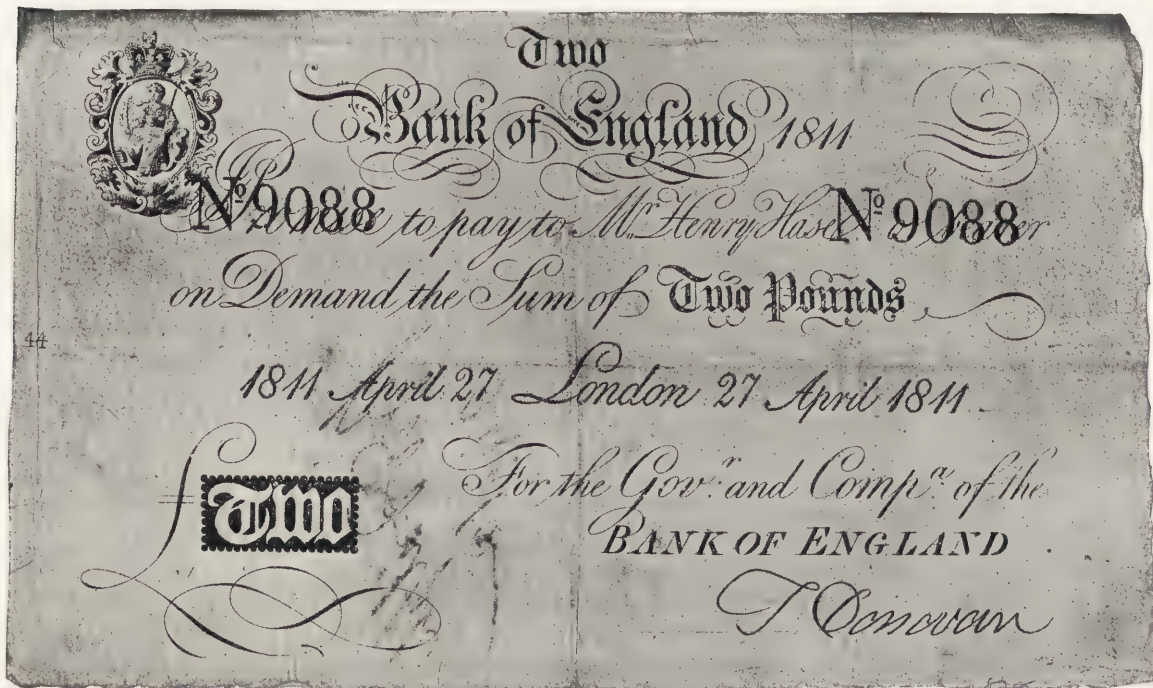 Two
Bank of England 1811
Nº 9088 to pay to Mr. Henry Hase Nº 9088
on Demand the Sum of Two Pounds
44
1811 April 27 London 27 April 1811
For the Govr. and Compa. of the
£ Two
BANK OF ENGLAND
T Donovan